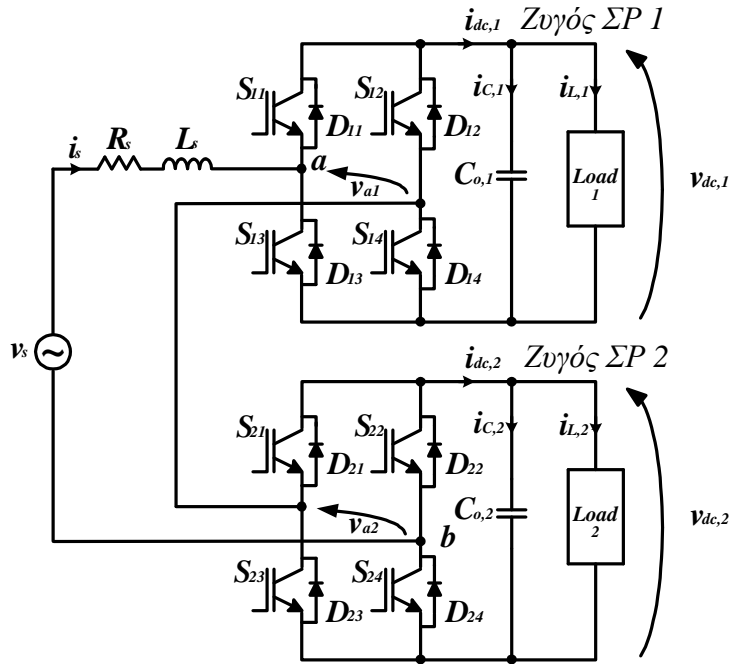 i_dc,1 Ζυγός ΣΡ 1
S11 S12 i_C,1 i_L,1
D11 D12
i_s R_s L_s a v_a1 C_o,1 Load 1 v_dc,1
S13 S14
D13 D14
v_s ~
i_dc,2 Ζυγός ΣΡ 2
S21 S22 i_C,2 i_L,2
D21 D22
v_a2 b C_o,2 Load 2 v_dc,2
S23 S24
D23 D24